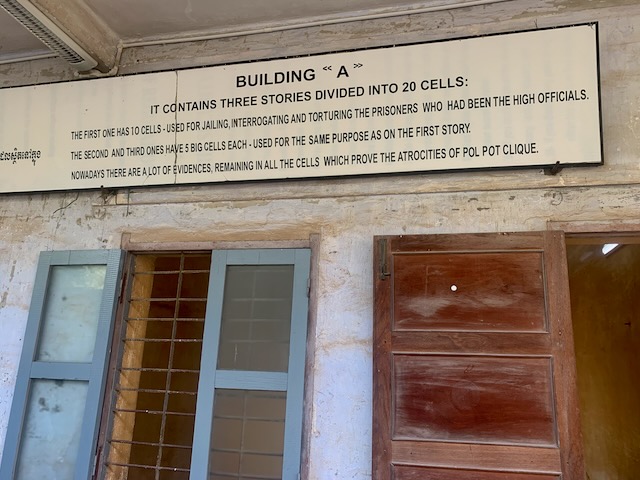 BUILDING “ A ”
IT CONTAINS THREE STORIES DIVIDED INTO 20 CELLS:
THE FIRST ONE HAS 10 CELLS - USED FOR JAILING, INTERROGATING AND TORTURING THE PRISONERS WHO HAD BEEN THE HIGH OFFICIALS.
THE SECOND AND THIRD ONES HAVE 5 BIG CELLS EACH - USED FOR THE SAME PURPOSE AS ON THE FIRST STORY.
NOWADAYS THERE ARE A LOT OF EVIDENCES, REMAINING IN ALL THE CELLS WHICH PROVE THE ATROCITIES OF POL POT CLIQUE.